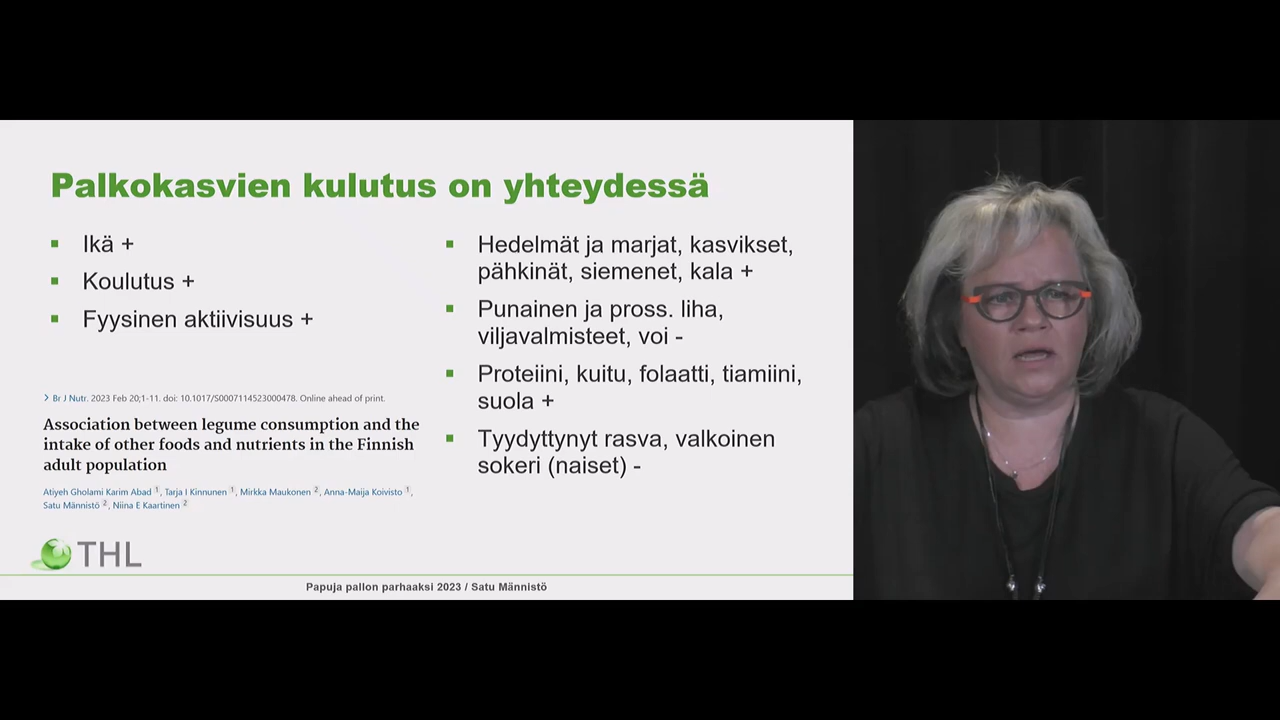 Palkokasvien kulutus on yhteydessä
Ikä +
Koulutus +
Fyysinen aktiivisuus +
Br J Nutr. 2023 Feb 20;1-11. doi: 10.1017/S0007114523000478. Online ahead of print.
Association between legume consumption and the
intake of other foods and nutrients in the Finnish
adult population
Atiyeh Gholami Karim Abad 1, Tarja I Kinnunen 1, Mirkka Maukonen 2, Anna-Maija Koivisto 1,
Satu Männistö 2, Niina E Kaartinen 2
Hedelmät ja marjat, kasvikset,
pähkinät, siemenet, kala +
Punainen ja pross. liha,
viljavalmisteet, voi -
Proteiini, kuitu, folaatti, tiamiini,
suola +
Tyydyttynyt rasva, valkoinen
sokeri (naiset) -
THL
Papuja pallon parhaaksi 2023 / Satu Männistö